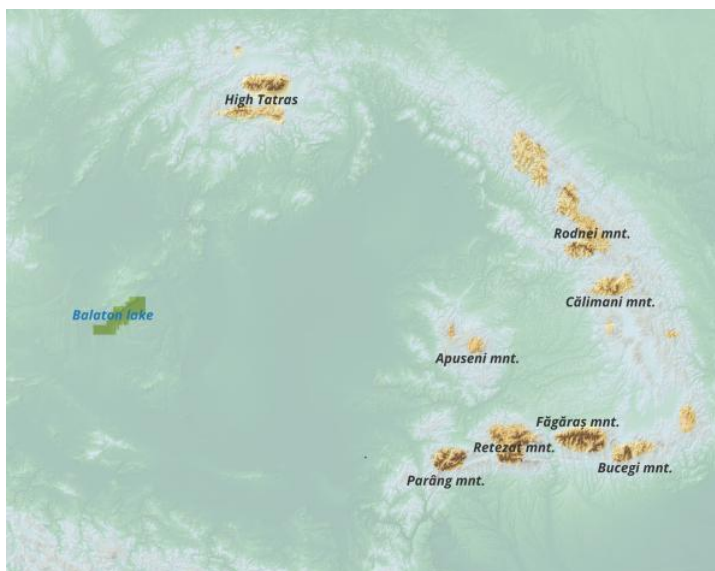 High Tatras
Rodnei mnt.
Călimani mnt.
Balaton lake
Apuseni mnt.
Făgăraș mnt.
Retezat mnt.
Bucegi mnt.
Parâng mnt.